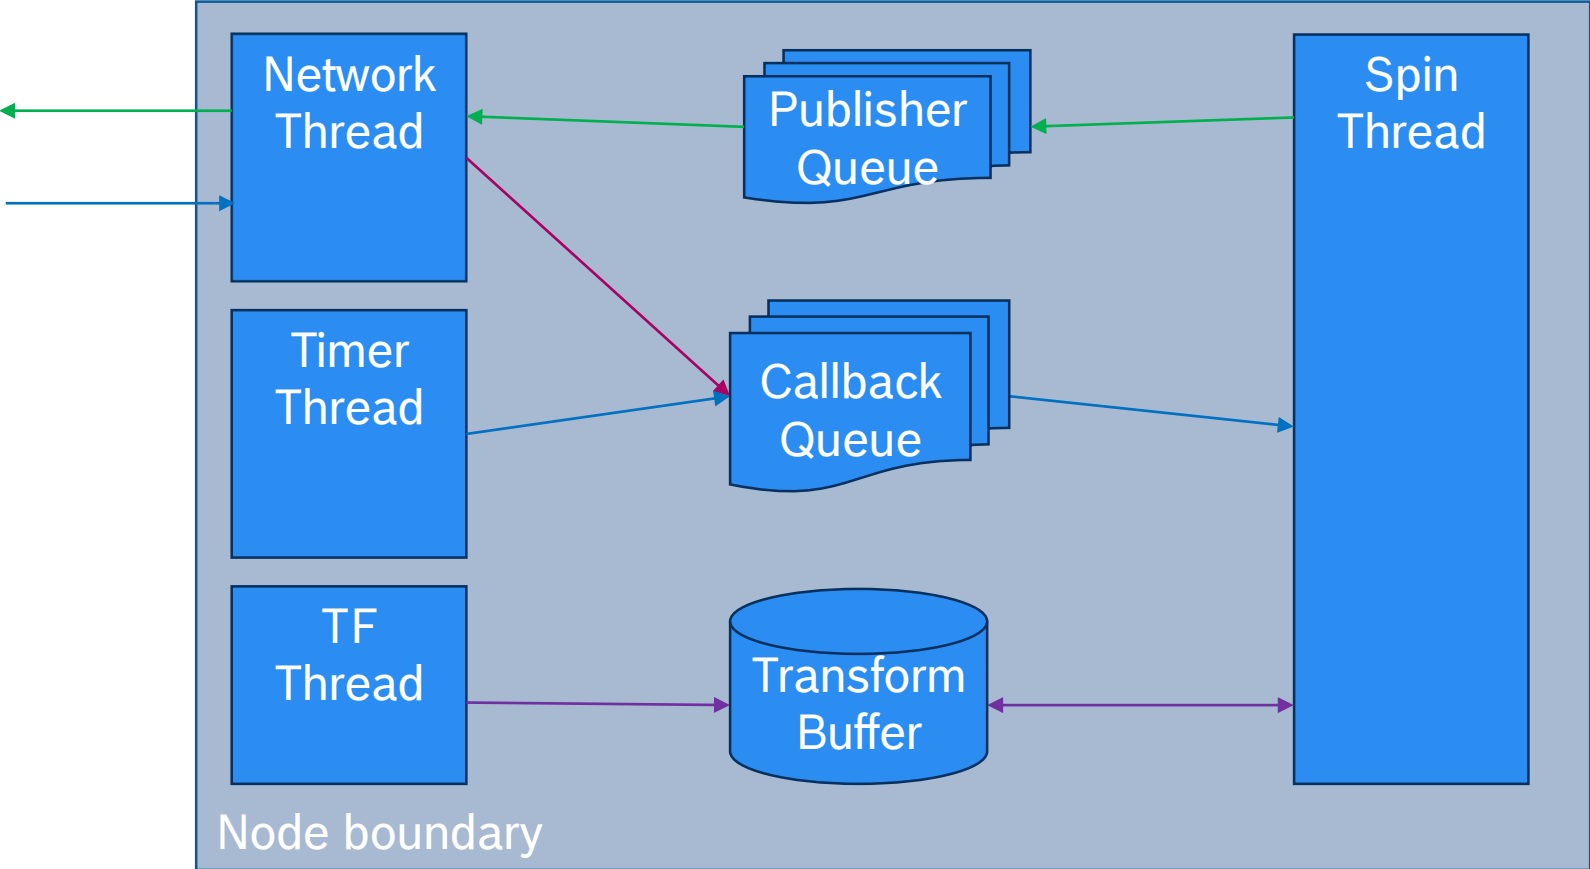 Network
Thread
Publisher
Queue
Spin
Thread
Timer
Thread
Callback
Queue
TF
Thread
Transform
Buffer
Node boundary